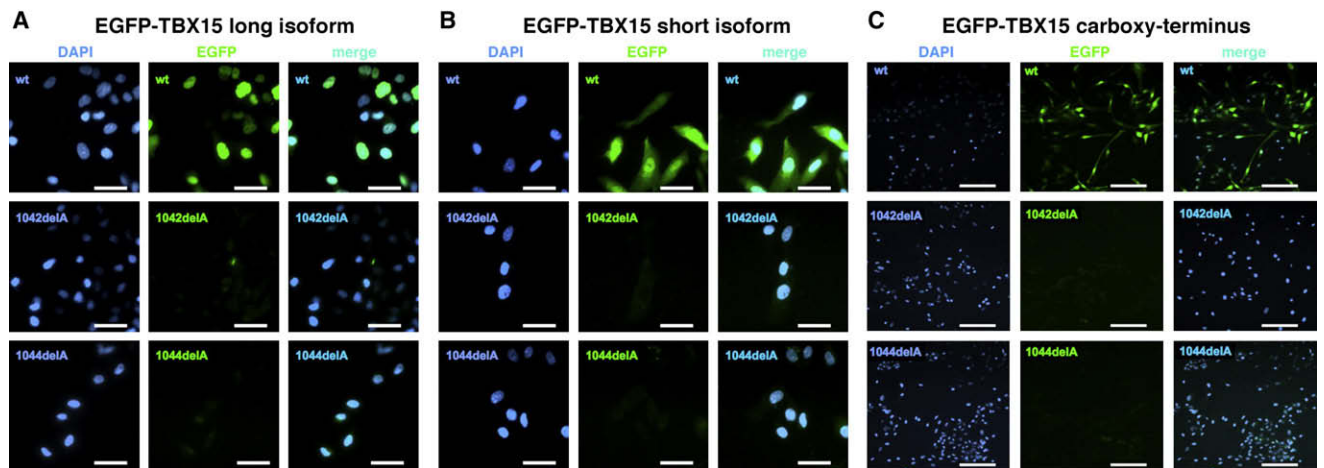 A EGFP-TBX15 long isoform
DAPI EGFP merge
wt wt wt
1042delA 1042delA 1042delA
1044delA 1044delA 1044delA
B EGFP-TBX15 short isoform
DAPI EGFP merge
wt wt wt
1042delA 1042delA 1042delA
1044delA 1044delA 1044delA
C EGFP-TBX15 carboxy-terminus
DAPI EGFP merge
wt wt wt
1042delA 1042delA 1042delA
1044delA 1044delA 1044delA